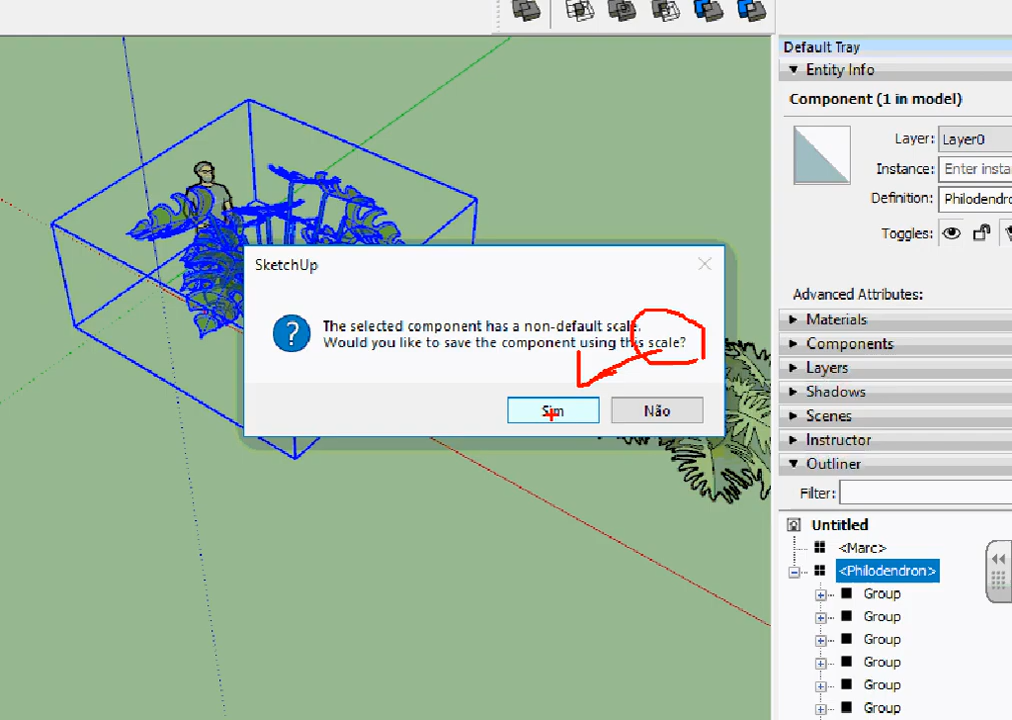 Default Tray
Entity Info
Component (1 in model)
Layer: Layer0
Instance: Enter insta
Definition: Philodendro
Toggles:
Advanced Attributes:
Materials
Components
Layers
Shadows
Scenes
Instructor
Outliner
Filter:
Untitled
<Marc>
<Philodendron>
Group
Group
Group
Group
Group
Group
SketchUp
The selected component has a non-default scale.
Would you like to save the component using this scale?
Sim
Não